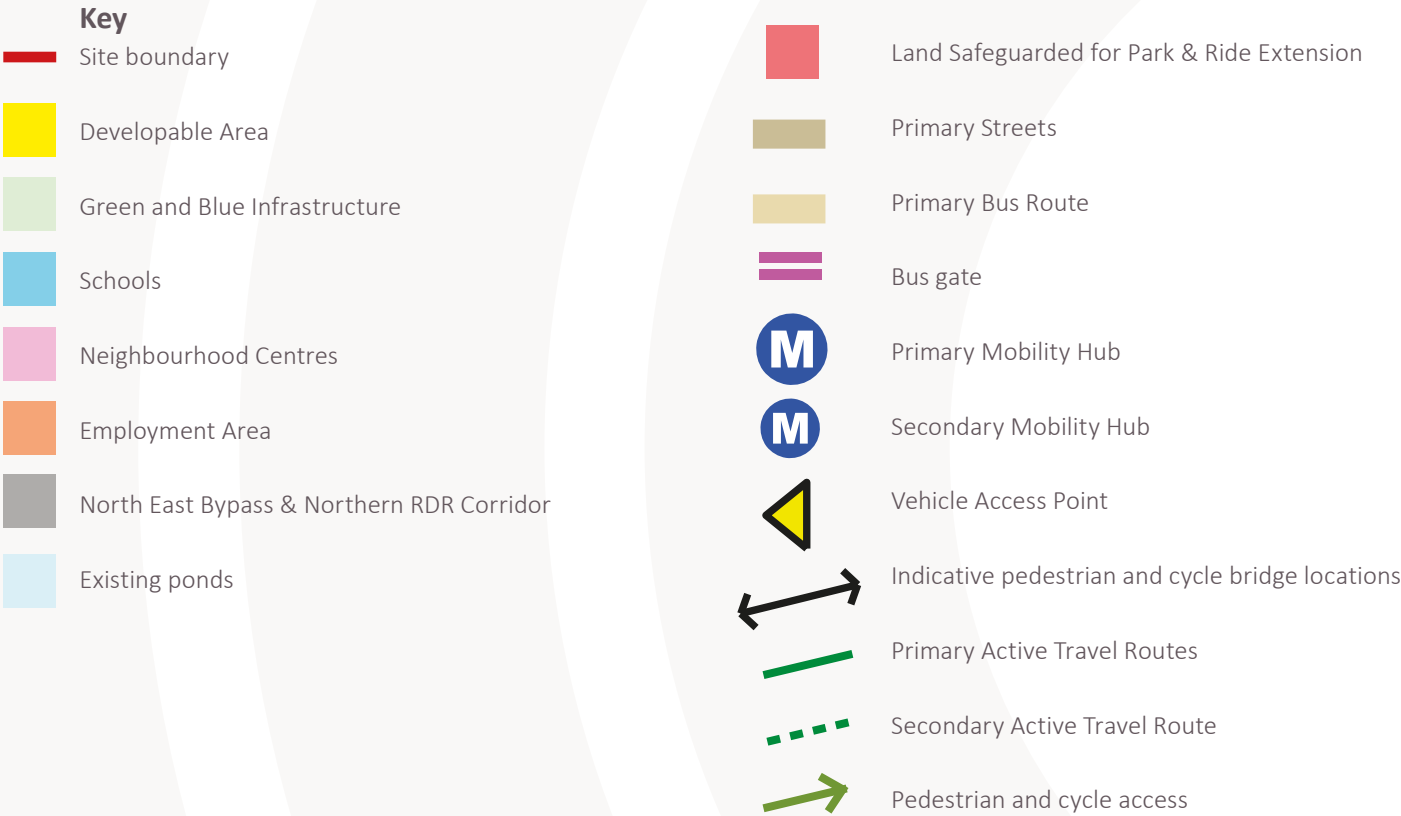 Key
Site boundary
Developable Area
Green and Blue Infrastructure
Schools
Neighbourhood Centres
Employment Area
North East Bypass & Northern RDR Corridor
Existing ponds
Land Safeguarded for Park & Ride Extension
Primary Streets
Primary Bus Route
Bus gate
M
Primary Mobility Hub
M
Secondary Mobility Hub
Vehicle Access Point
Indicative pedestrian and cycle bridge locations
Primary Active Travel Routes
Secondary Active Travel Route
Pedestrian and cycle access